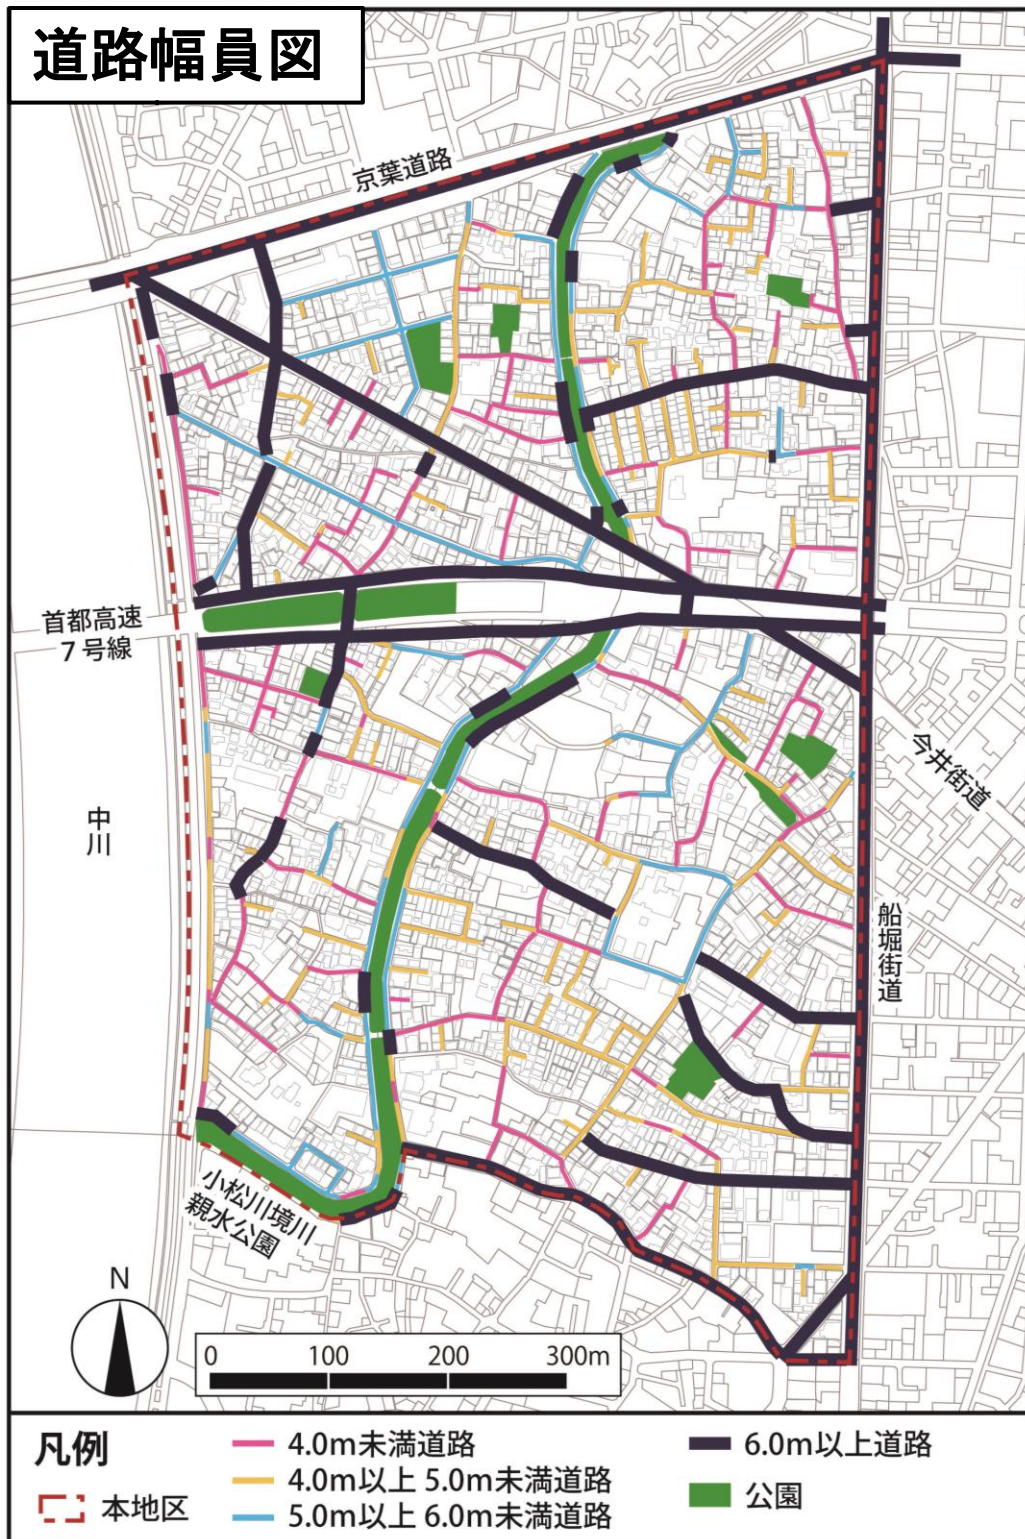 道路幅員図
京葉道路
首都高速
7号線
中川
今井街道
船堀街道
小松川境川
親水公園
N
0 100 200 300m
凡例
本地区
4.0m未満道路
4.0m以上 5.0m未満道路
5.0m以上 6.0m未満道路
6.0m以上道路
公園